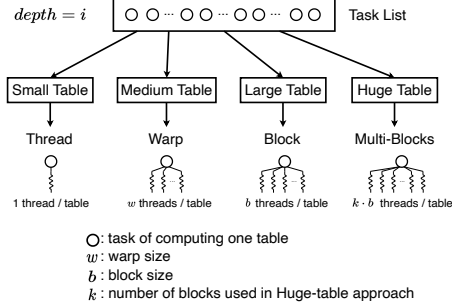 depth = i
Task List
Small Table Medium Table Large Table Huge Table
Thread Warp Block Multi-Blocks
1 thread / table w threads / table b threads / table k · b threads / table
: task of computing one table
w : warp size
b : block size
k : number of blocks used in Huge-table approach